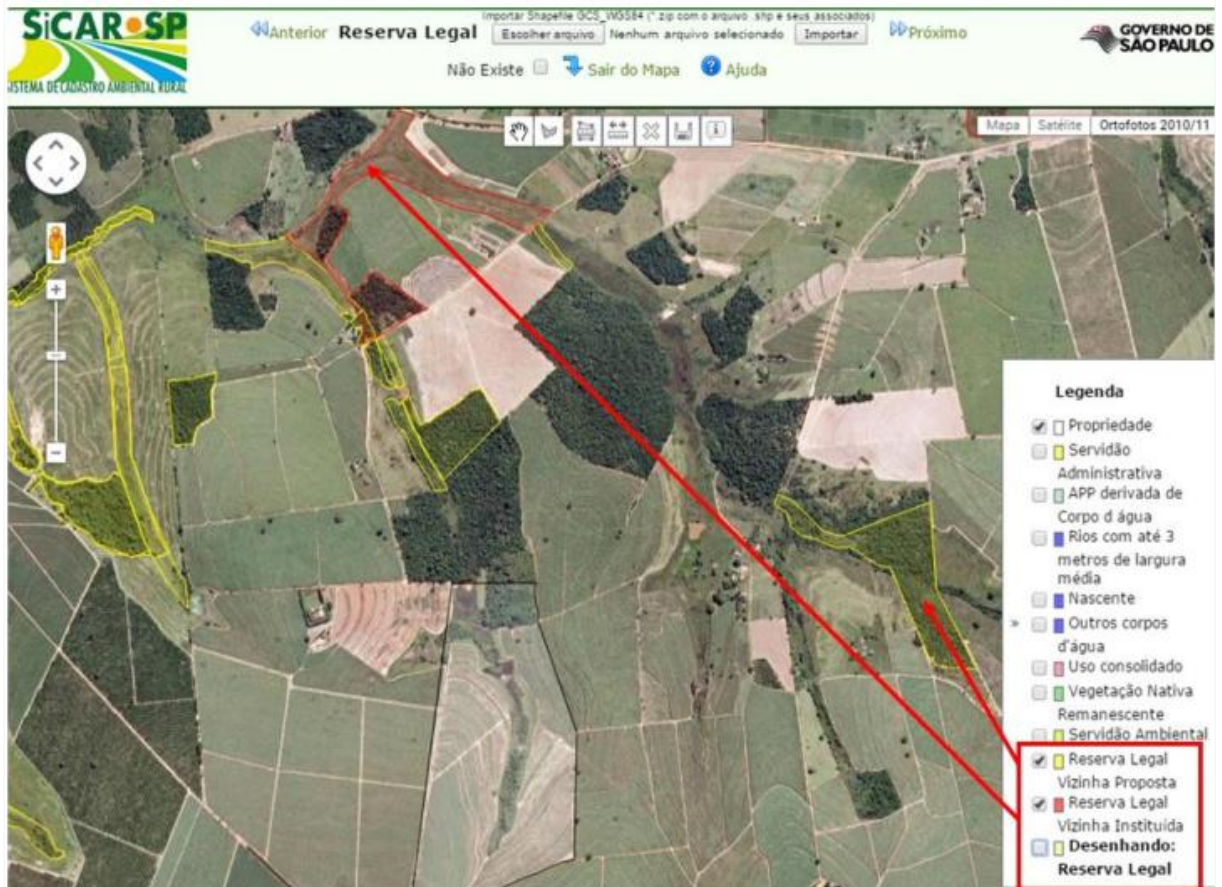 SiCAR SP
SISTEMA DE CADASTRO AMBIENTAL RURAL
Anterior Reserva Legal
Importar Shapefile GCS_WGS84 (*.zip com o arquivo .shp e seus associados)
Escolher arquivo Nenhum arquivo selecionado Importar
Próximo
GOVERNO DE
SÃO PAULO
Não Existe Sair do Mapa Ajuda
Mapa Satélite Ortofotos 2010/11
Legenda
Propriedade
Servidão
Administrativa
APP derivada de
Corpo d água
Rios com até 3
metros de largura
média
Nascente
» Outros corpos
d'água
Uso consolidado
Vegetação Nativa
Remanescente
Servidão Ambiental
Reserva Legal
Vizinha Proposta
Reserva Legal
Vizinha Instituída
Desenhando:
Reserva Legal